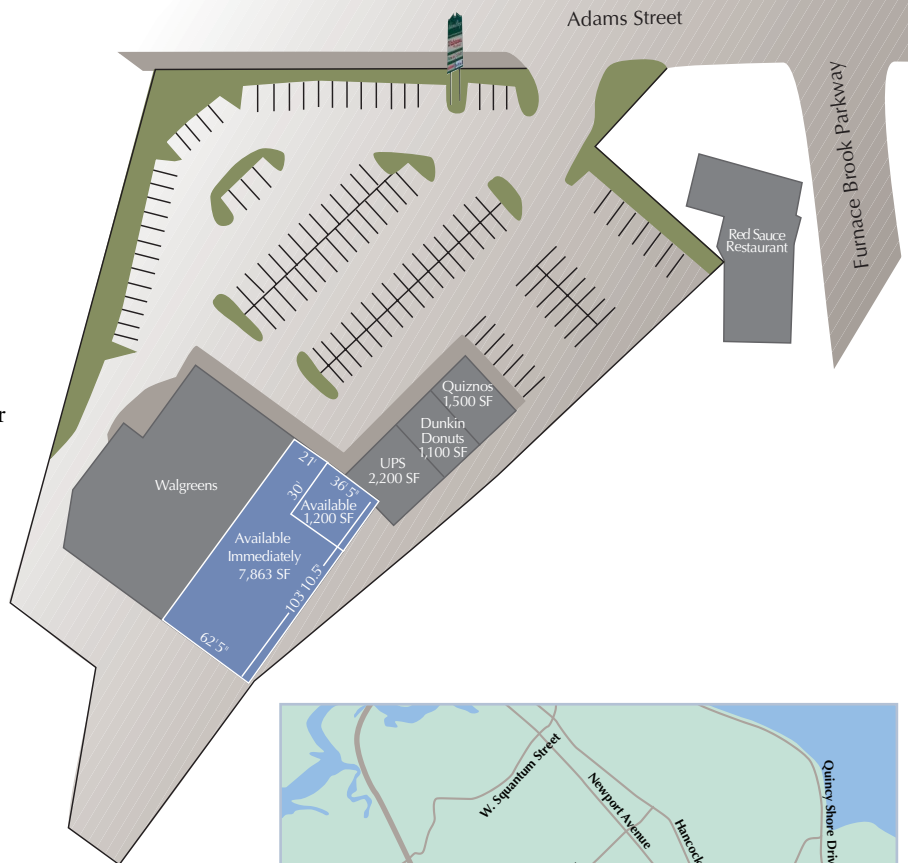 Adams Street
Furnace Brook Parkway
Red Sauce
Restaurant
r
Quiznos
1,500 SF
Dunkin
Donuts
1,100 SF
UPS
2,200 SF
Walgreens
21'
36'5"
30'
Available
1,200 SF
Available
Immediately
7,863 SF
103'10.5"
62'5"
W. Squantum Street
Newport Avenue
Hancock
Quincy Shore Driv